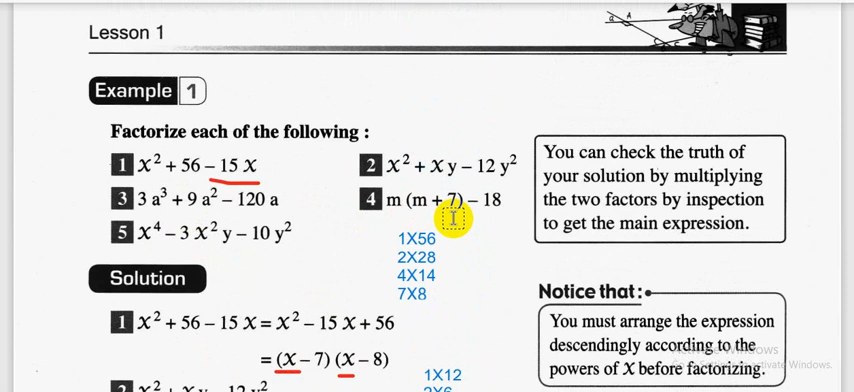 Lesson 1
Example 1
Factorize each of the following :
1 x² + 56 – 15 x
2 x² + x y – 12 y²
3 3 a³ + 9 a² – 120 a
4 m (m + 7) – 18
5 x⁴ – 3 x² y – 10 y²
You can check the truth of
your solution by multiplying
the two factors by inspection
to get the main expression.
1X56
2X28
4X14
7X8
Solution
1 x² + 56 – 15 x = x² – 15 x + 56
= (x – 7) (x – 8)
Notice that :
You must arrange the expression
descendingly according to the
powers of x before factorizing.
1X12